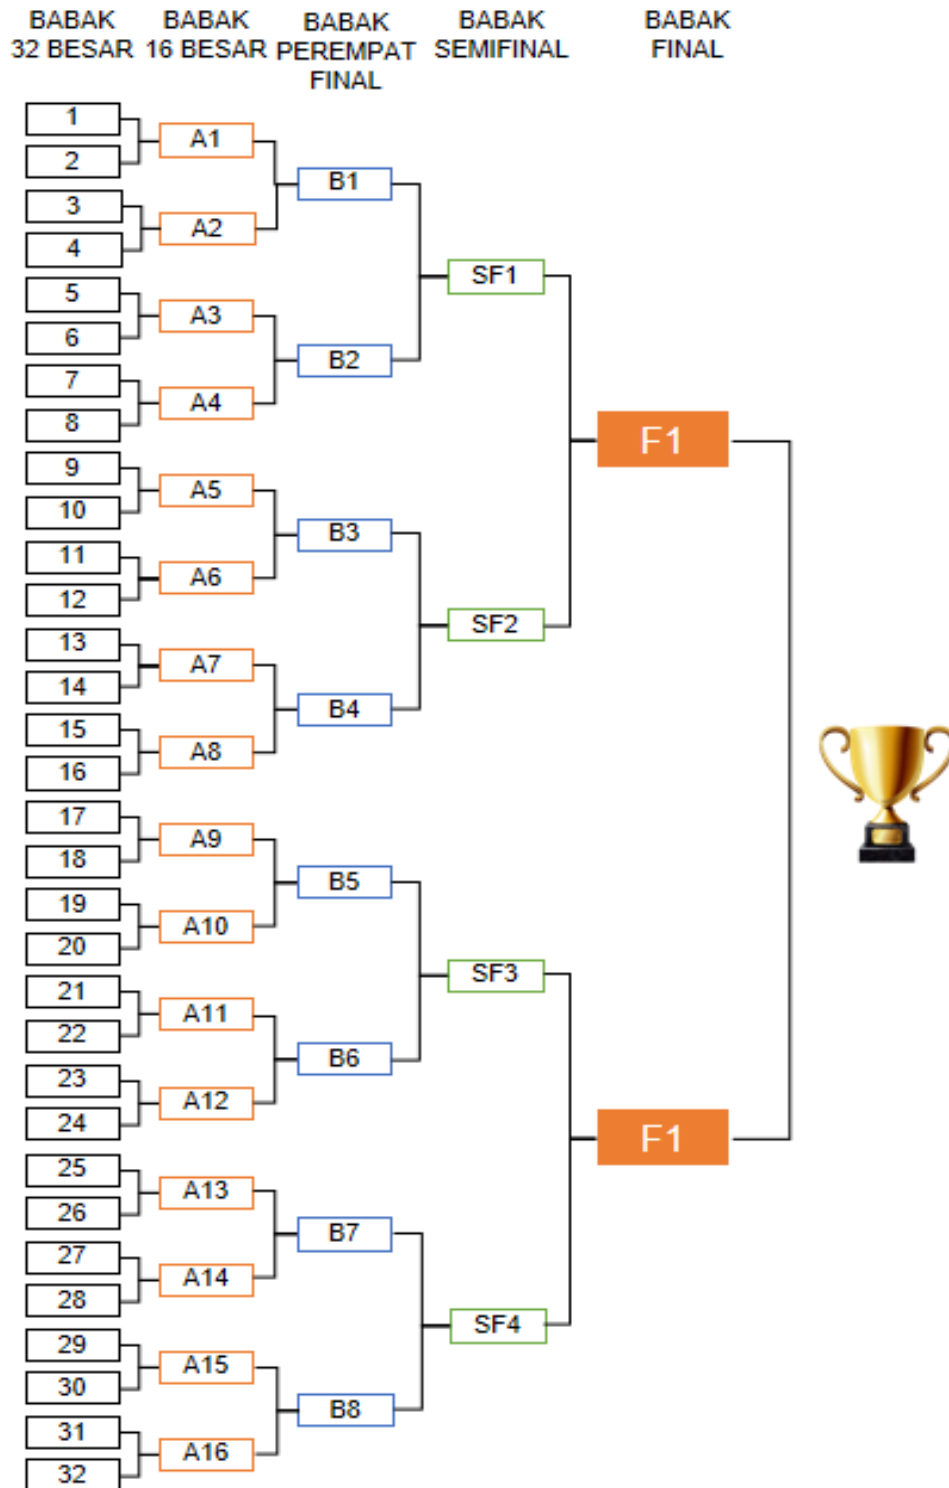 BABAK
32 BESAR
BABAK
16 BESAR
BABAK
PEREMPAT
FINAL
BABAK
SEMIFINAL
BABAK
FINAL
1
2
3
4
5
6
7
8
9
10
11
12
13
14
15
16
17
18
19
20
21
22
23
24
25
26
27
28
29
30
31
32
A1
A2
A3
A4
A5
A6
A7
A8
A9
A10
A11
A12
A13
A14
A15
A16
B1
B2
B3
B4
B5
B6
B7
B8
SF1
SF2
SF3
SF4
F1
F1